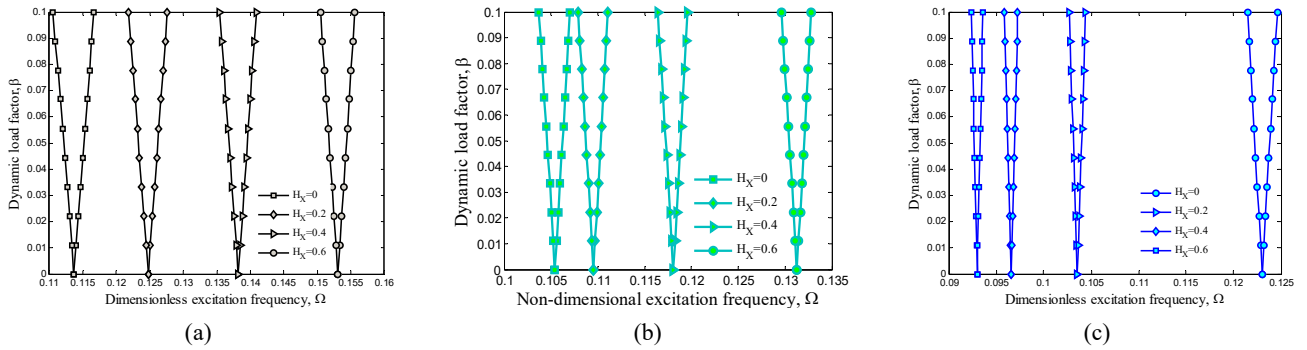 0.1
0.09
0.08
0.07
0.06
0.05
0.04
0.03
0.02
0.01
0
Dynamic load factor,β
0.11 0.115 0.12 0.125 0.13 0.135 0.14 0.145 0.15 0.155 0.16
Dimensionless excitation frequency, Ω
H_X=0
H_X=0.2
H_X=0.4
H_X=0.6
(a)
0.1
0.09
0.08
0.07
0.06
0.05
0.04
0.03
0.02
0.01
0
Dynamic load factor,β
0.1 0.105 0.11 0.115 0.12 0.125 0.13 0.135
Non-dimensional excitation frequency, Ω
H_X=0
H_X=0.2
H_X=0.4
H_X=0.6
(b)
0.1
0.09
0.08
0.07
0.06
0.05
0.04
0.03
0.02
0.01
0
Dynamic load factor,β
0.09 0.095 0.1 0.105 0.11 0.115 0.12 0.125
Dimensionless excitation frequency, Ω
H_X=0
H_X=0.2
H_X=0.4
H_X=0.6
(c)